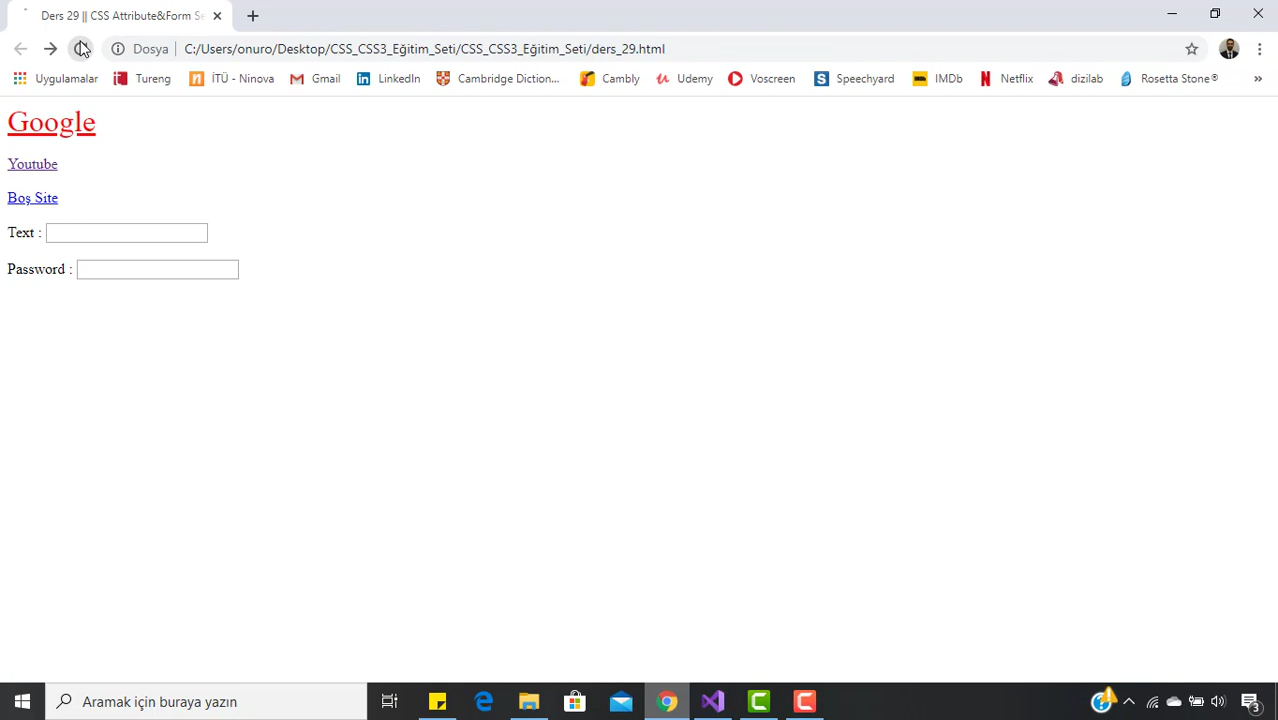 Ders 29 || CSS Attribute&Form Se
Dosya C:/Users/onuro/Desktop/CSS_CSS3_Eğitim_Seti/CSS_CSS3_Eğitim_Seti/ders_29.html
Uygulamalar Tureng İTÜ - Ninova Gmail LinkedIn Cambridge Diction... Cambly Udemy Voscreen Speechyard IMDb Netflix dizilab Rosetta Stone® »
Google
Youtube
Boş Site
Text :
Password :
Aramak için buraya yazın
3